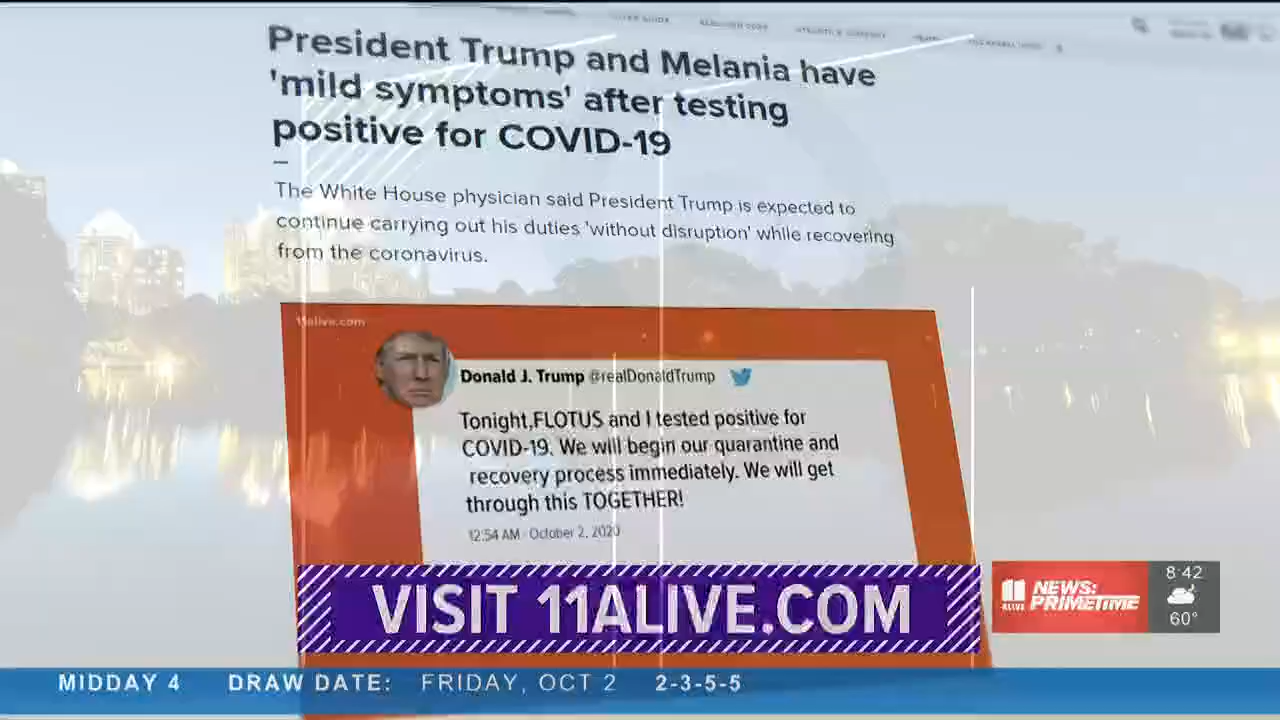 President Trump and Melania have
'mild symptoms' after testing
positive for COVID-19
The White House physician said President Trump is expected to
continue carrying out his duties 'without disruption' while recovering
from the coronavirus.
11alive.com
Donald J. Trump @realDonaldTrump
Tonight,FLOTUS and I tested positive for
COVID-19. We will begin our quarantine and
recovery process immediately. We will get
through this TOGETHER!
12:54 AM · October 2, 2020
VISIT 11ALIVE.COM
11 ALIVE
NEWS:
PRIMETIME
8:42
60°
MIDDAY 4 DRAW DATE: FRIDAY, OCT 2 2-3-5-5